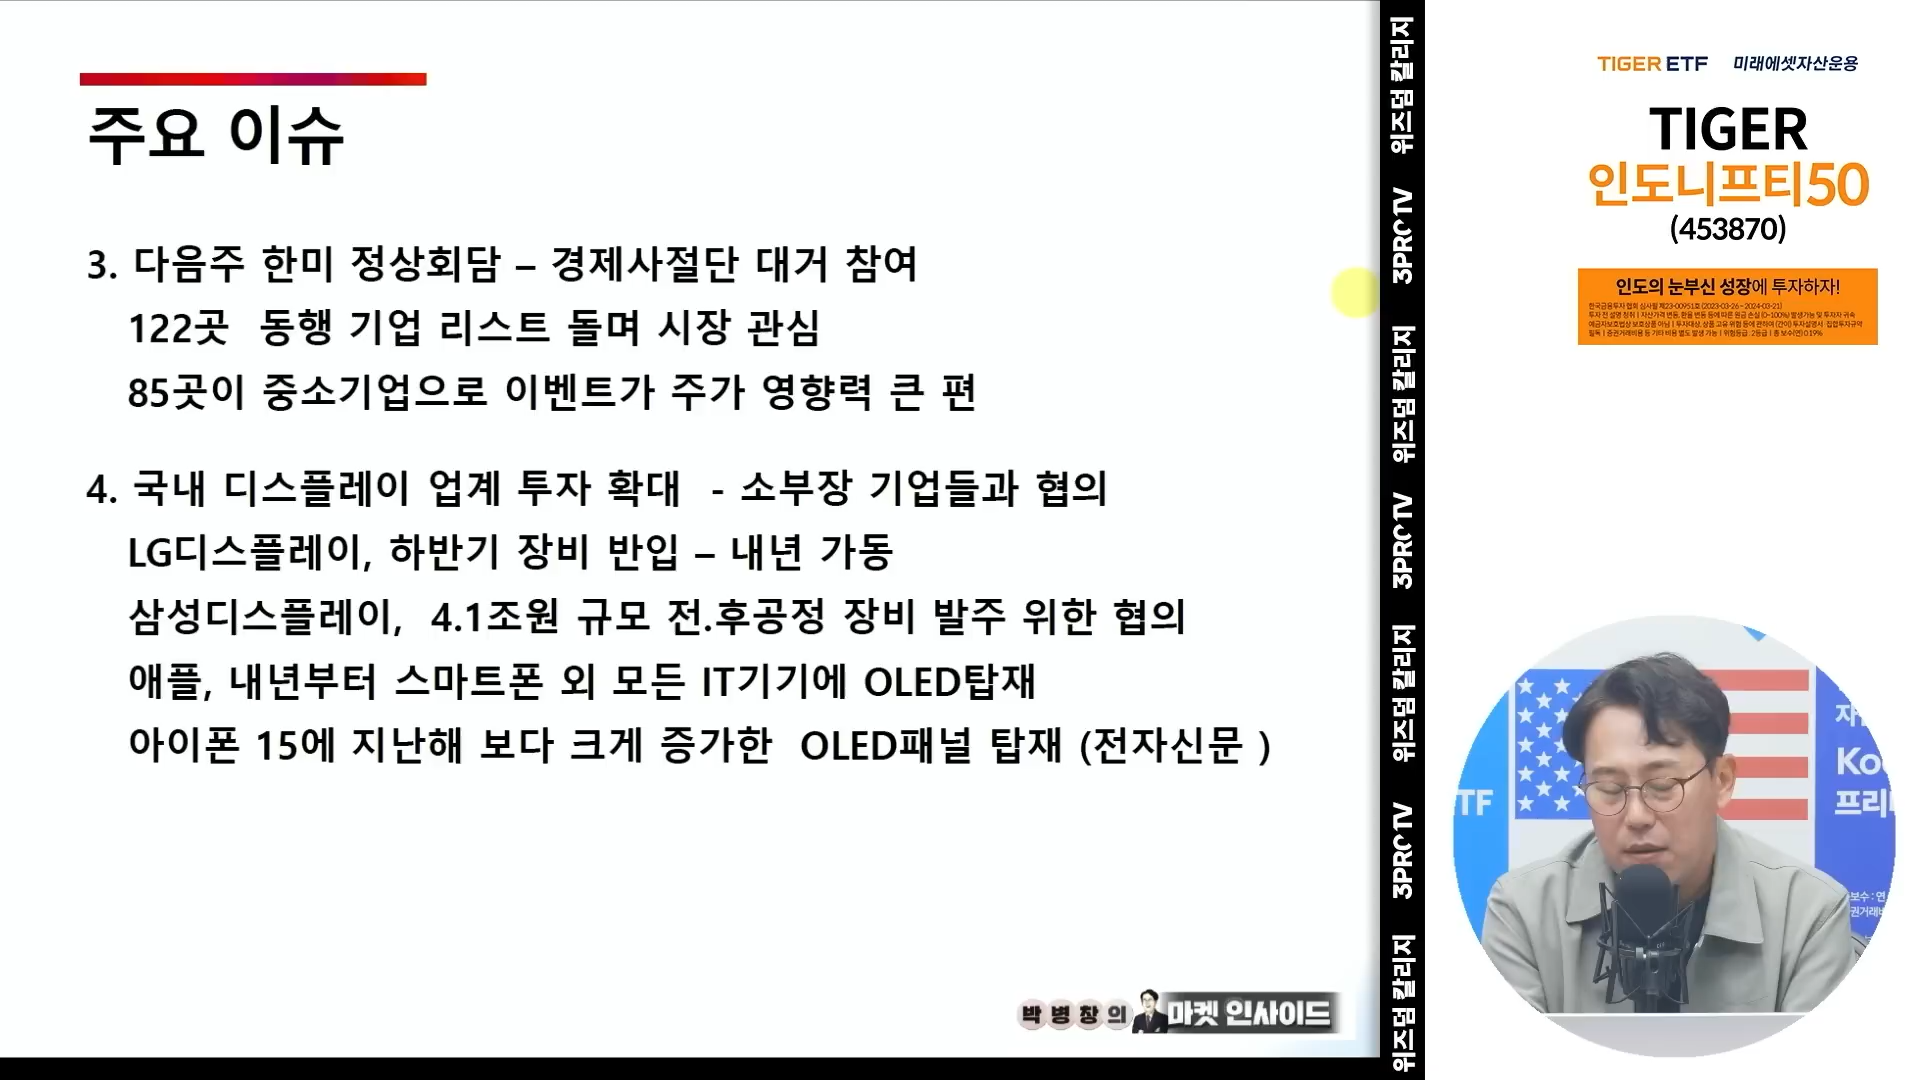 주요 이슈
3. 다음주 한미 정상회담 – 경제사절단 대거 참여
122곳 동행 기업 리스트 돌며 시장 관심
85곳이 중소기업으로 이벤트가 주가 영향력 큰 편
4. 국내 디스플레이 업계 투자 확대 - 소부장 기업들과 협의
LG디스플레이, 하반기 장비 반입 – 내년 가동
삼성디스플레이, 4.1조원 규모 전.후공정 장비 발주 위한 협의
애플, 내년부터 스마트폰 외 모든 IT기기에 OLED탑재
아이폰 15에 지난해 보다 크게 증가한 OLED패널 탑재 (전자신문 )
박병창의 마켓 인사이드
위즈덤 칼리지
3PROTV
위즈덤 칼리지
3PROTV
위즈덤 칼리지
3PROTV
위즈덤 칼리지
TIGER ETF 미래에셋자산운용
TIGER
인도니프티50
(453870)
인도의 눈부신 성장에 투자하자!
TF
Ko
프리